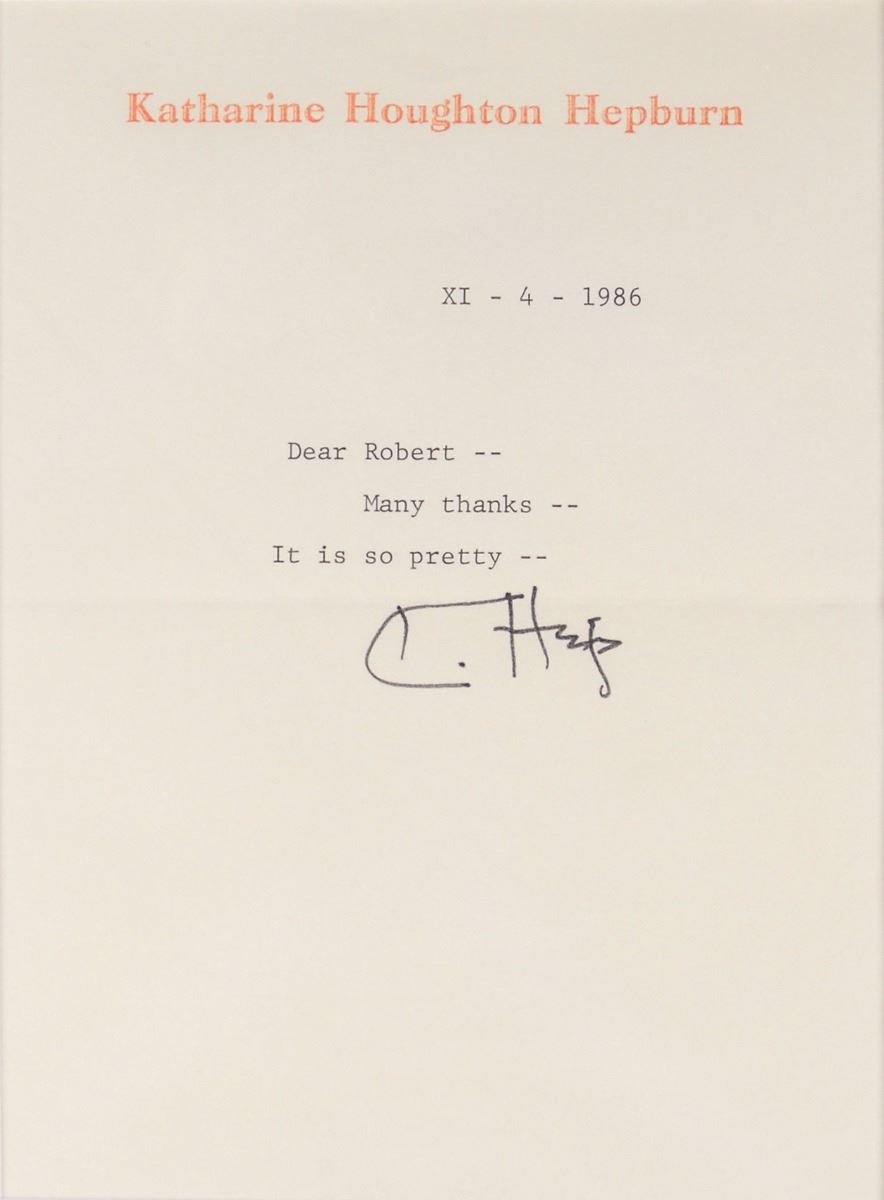 Katharine Houghton Hepburn
XI - 4 - 1986
Dear Robert --
Many thanks --
It is so pretty --